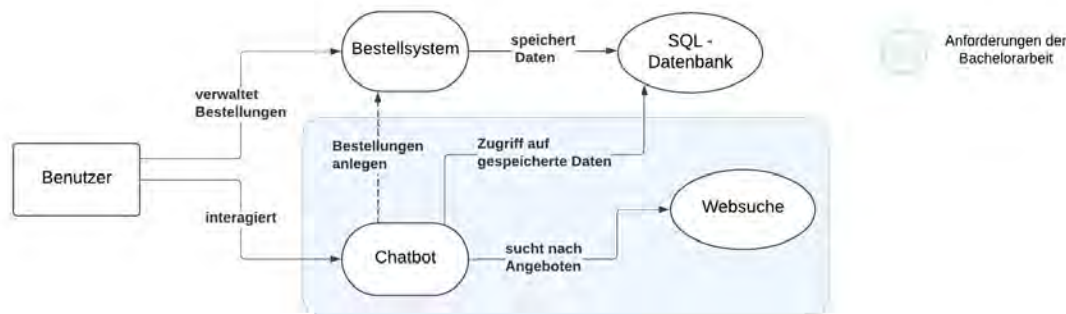 Bestellsystem
speichert
Daten
SQL -
Datenbank
Anforderungen der
Bachelorarbeit
verwaltet
Bestellungen
Bestellungen
anlegen
Zugriff auf
gespeicherte Daten
Benutzer
interagiert
Chatbot
sucht nach
Angeboten
Websuche